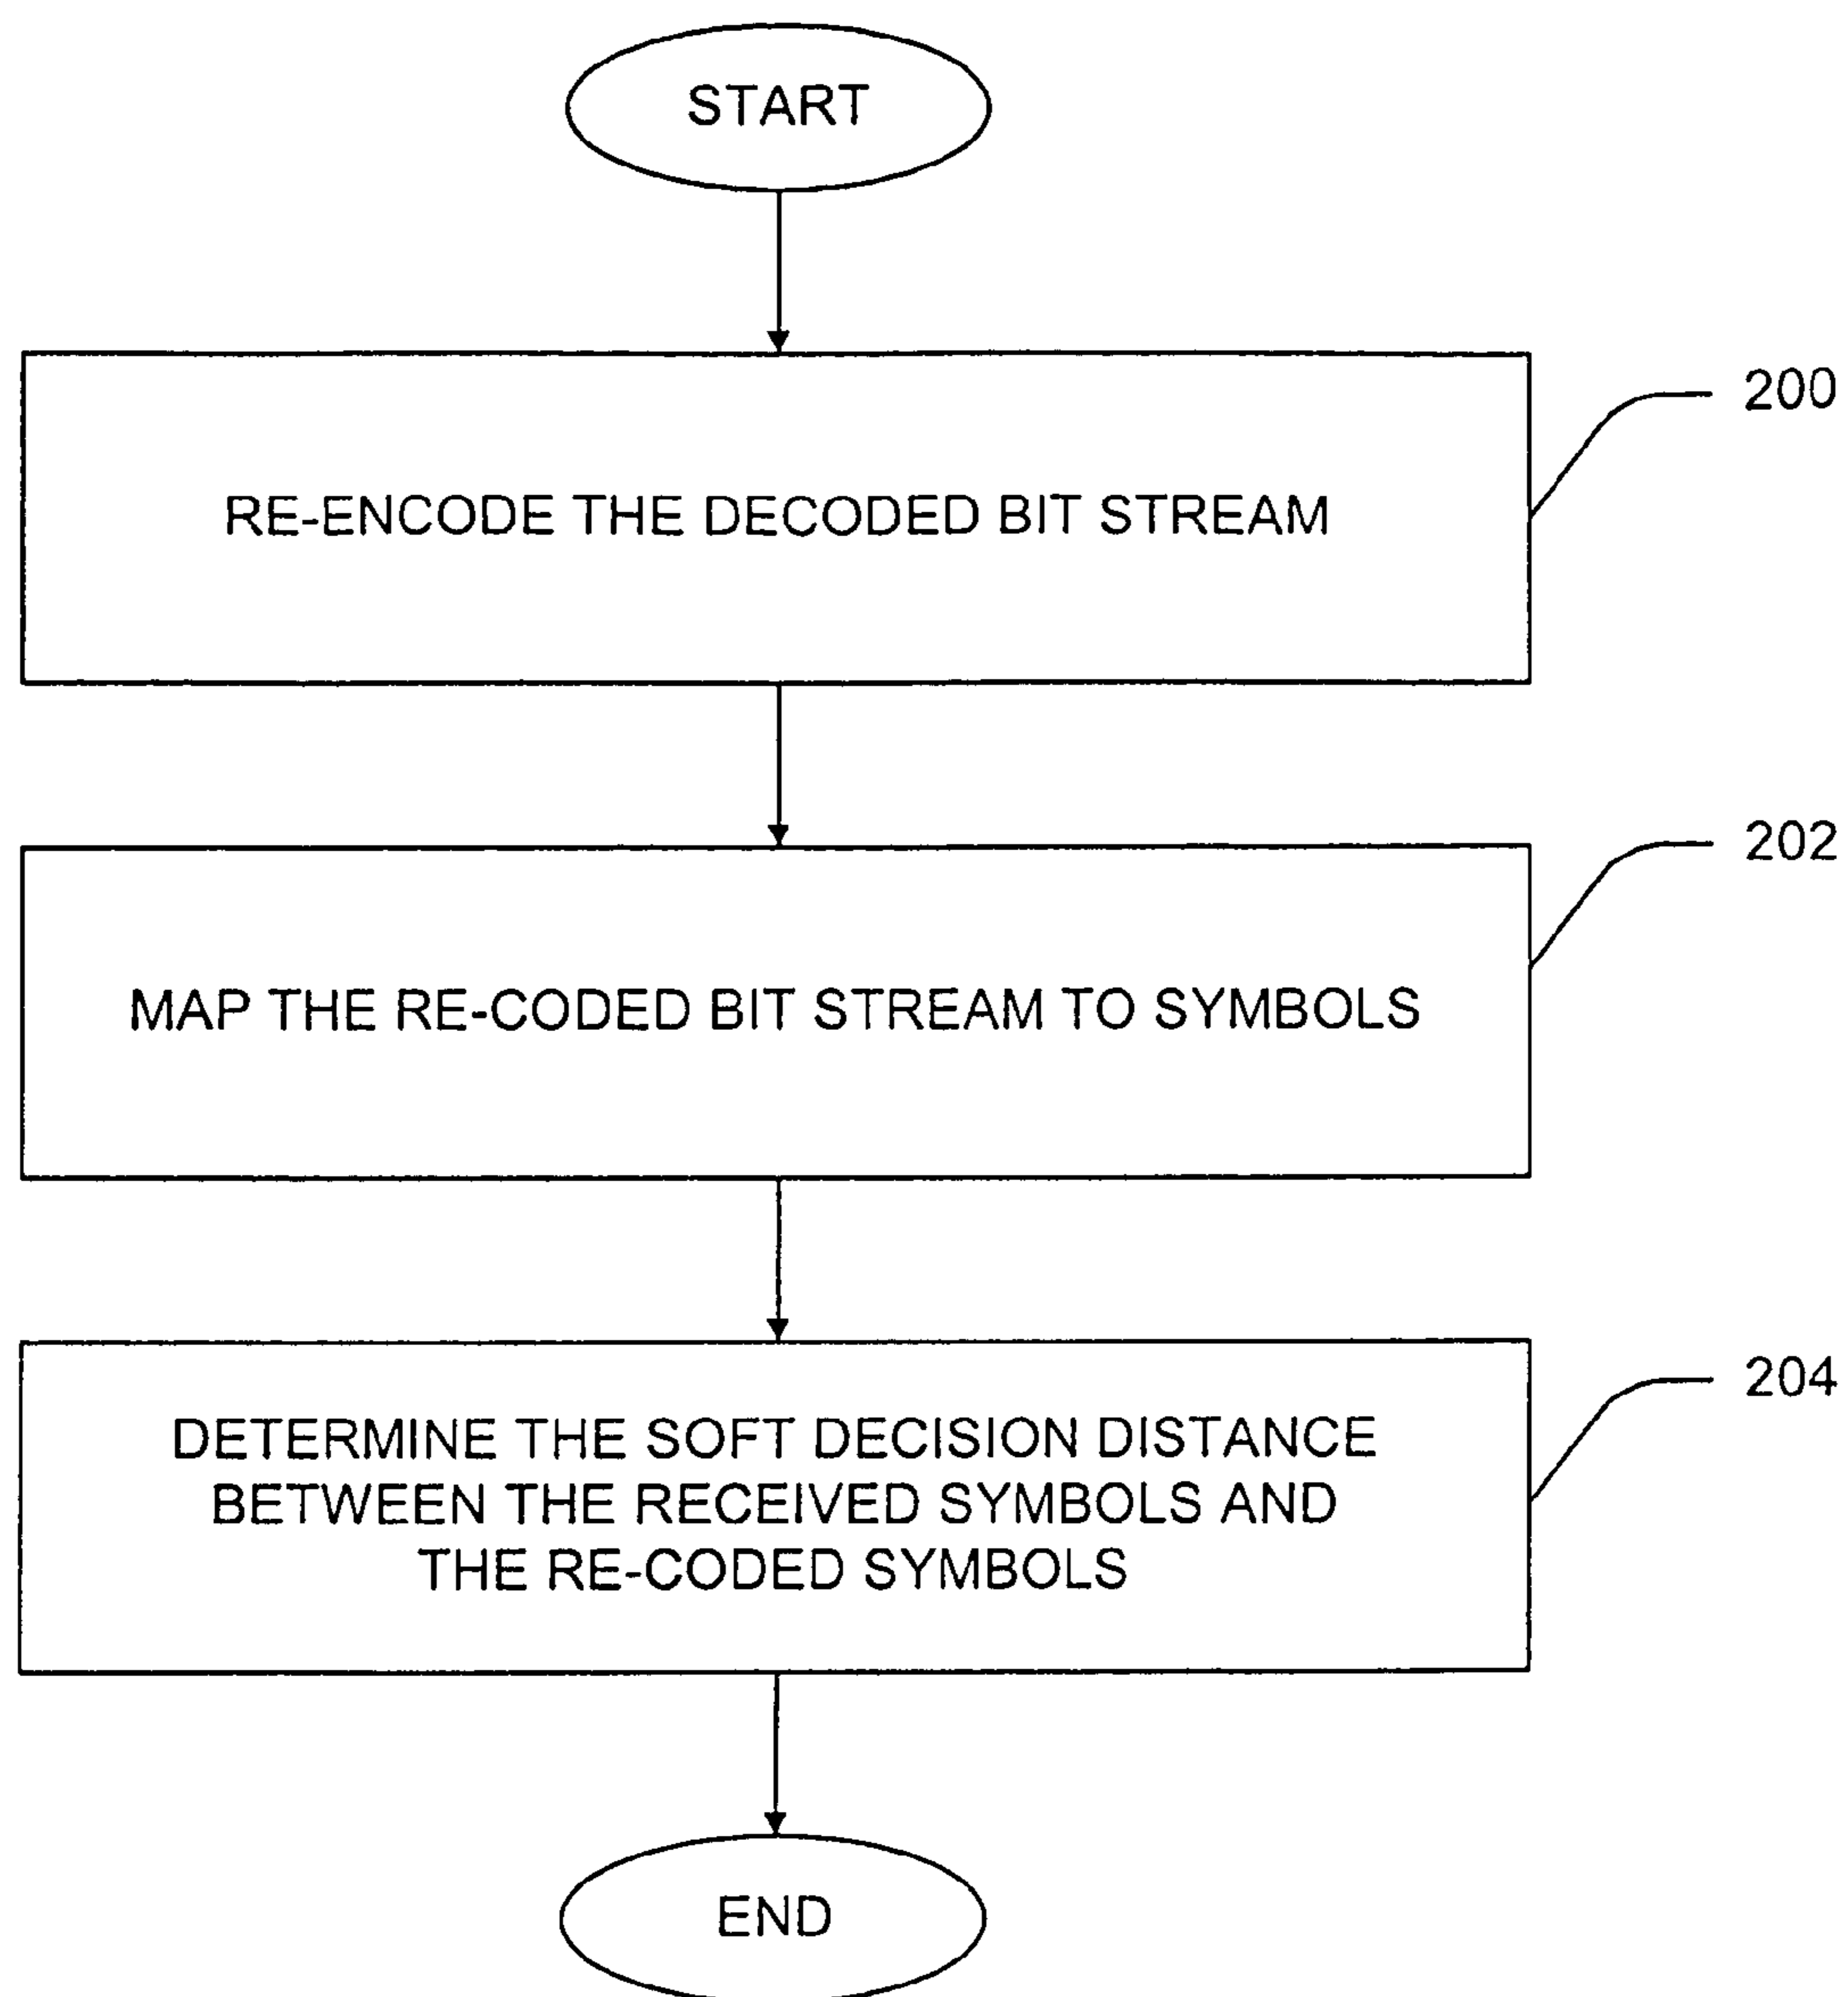 START
200
RE-ENCODE THE DECODED BIT STREAM
202
MAP THE RE-CODED BIT STREAM TO SYMBOLS
204
DETERMINE THE SOFT DECISION DISTANCE
BETWEEN THE RECEIVED SYMBOLS AND
THE RE-CODED SYMBOLS
END